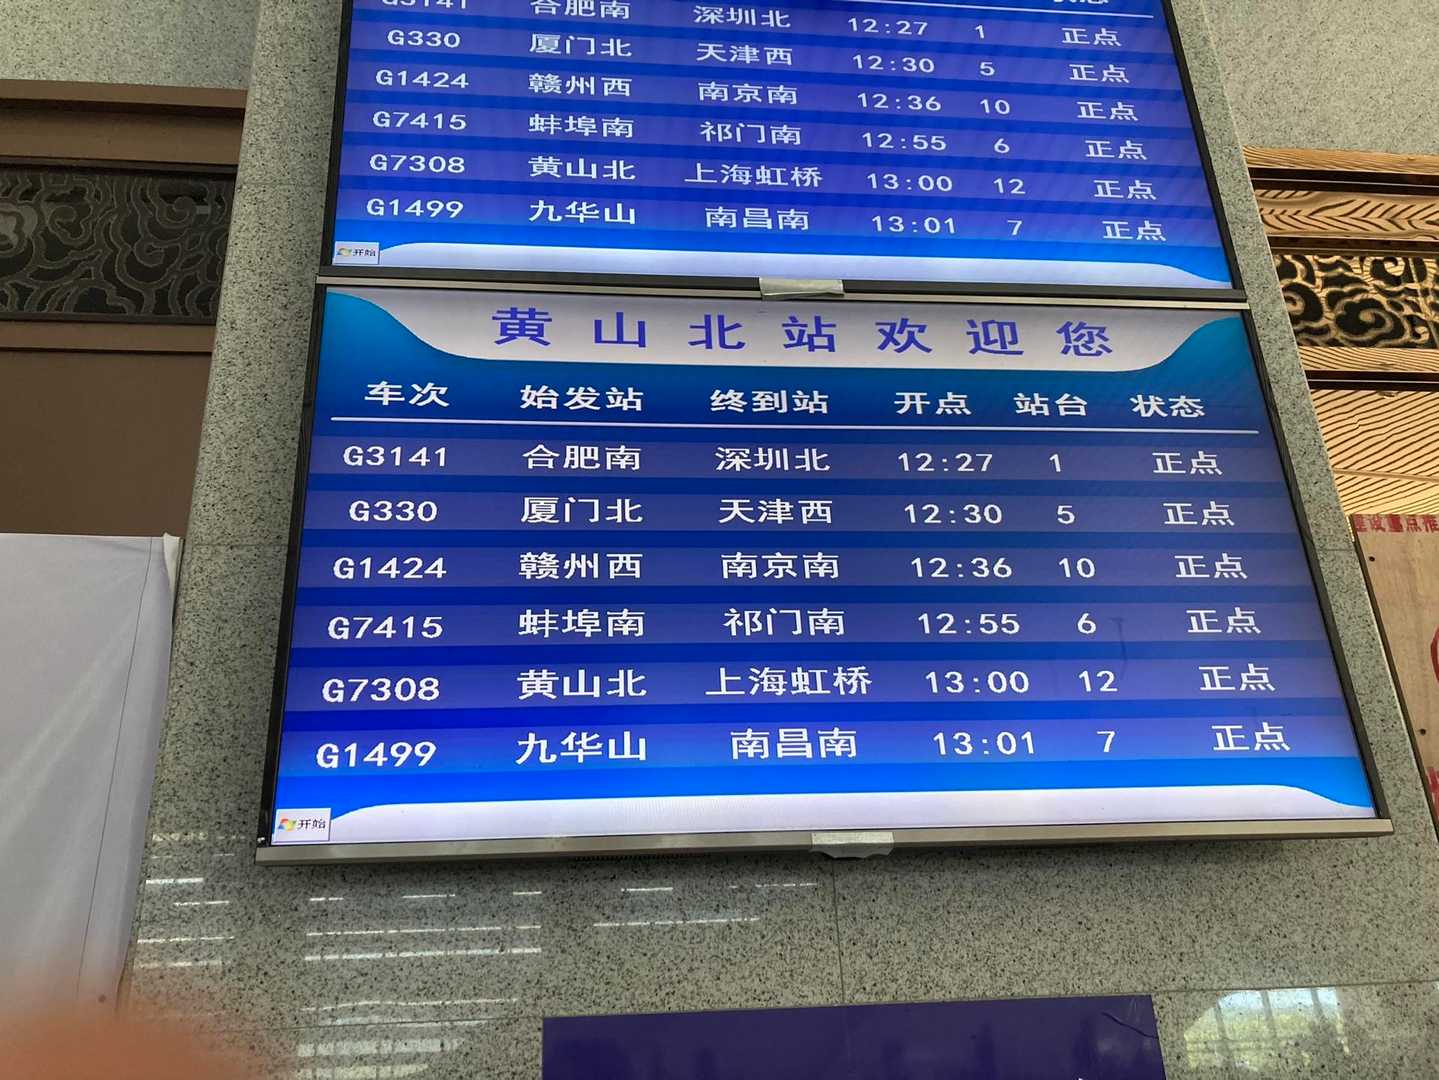 G3141 合肥南 深圳北 12:27 1 正点
G330 厦门北 天津西 12:30 5 正点
G1424 赣州西 南京南 12:36 10 正点
G7415 蚌埠南 祁门南 12:55 6 正点
G7308 黄山北 上海虹桥 13:00 12 正点
G1499 九华山 南昌南 13:01 7 正点
开始
黄山北站欢迎您
车次 始发站 终到站 开点 站台 状态
G3141 合肥南 深圳北 12:27 1 正点
G330 厦门北 天津西 12:30 5 正点
G1424 赣州西 南京南 12:36 10 正点
G7415 蚌埠南 祁门南 12:55 6 正点
G7308 黄山北 上海虹桥 13:00 12 正点
G1499 九华山 南昌南 13:01 7 正点
开始